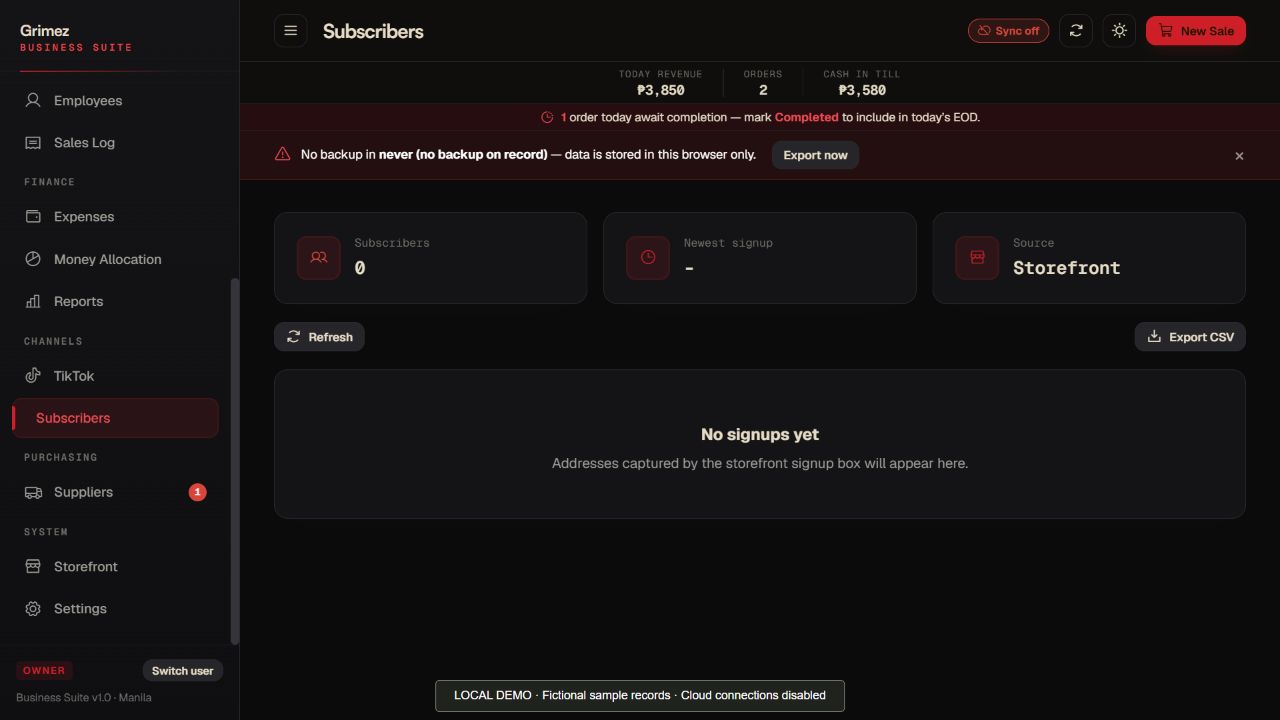 Grimez
BUSINESS SUITE
Employees
Sales Log
FINANCE
Expenses
Money Allocation
Reports
CHANNELS
TikTok
Subscribers
PURCHASING
Suppliers
1
SYSTEM
Storefront
Settings
OWNER
Switch user
Business Suite v1.0 · Manila
Subscribers
Sync off
New Sale
TODAY REVENUE
₱3,850
ORDERS
2
CASH IN TILL
₱3,580
1 order today await completion — mark Completed to include in today's EOD.
No backup in never (no backup on record) — data is stored in this browser only.
Export now
×
Subscribers
0
Newest signup
-
Source
Storefront
Refresh
Export CSV
No signups yet
Addresses captured by the storefront signup box will appear here.
LOCAL DEMO · Fictional sample records · Cloud connections disabled